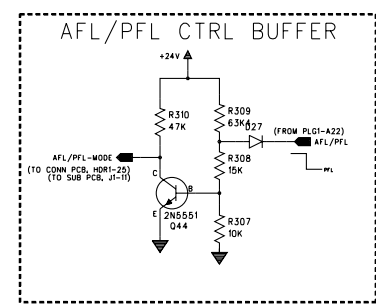 AFL/PFL CTRL BUFFER
+24V
R310
47K
R309
63K4
D27
(FROM PLG1-A22)
AFL/PFL
AFL/PFL-MODE
(TO CONN PCB, HDR1-25)
(TO SUB PCB, J1-11)
R308
15K
PFL
C
B
E
2N5551
Q44
R307
10K